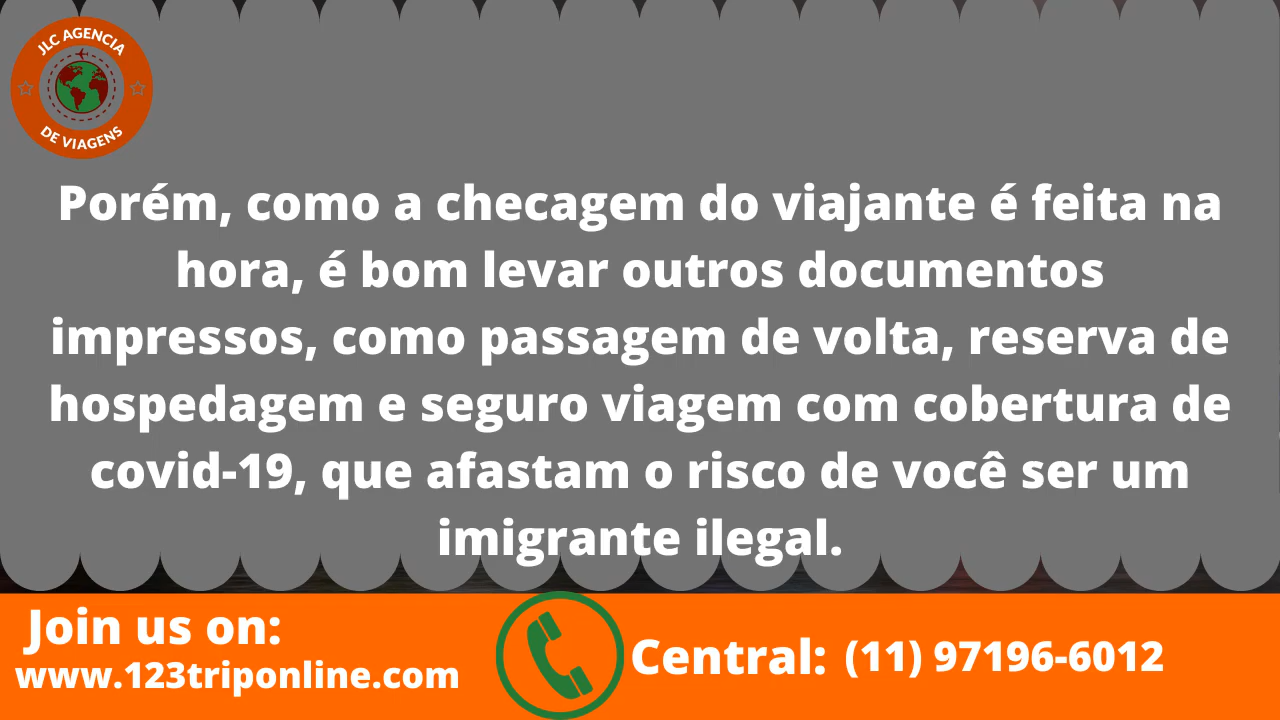 JLC AGENCIA
DE VIAGENS
Porém, como a checagem do viajante é feita na
hora, é bom levar outros documentos
impressos, como passagem de volta, reserva de
hospedagem e seguro viagem com cobertura de
covid-19, que afastam o risco de você ser um
imigrante ilegal.
Join us on:
www.123triponline.com
Central: (11) 97196-6012